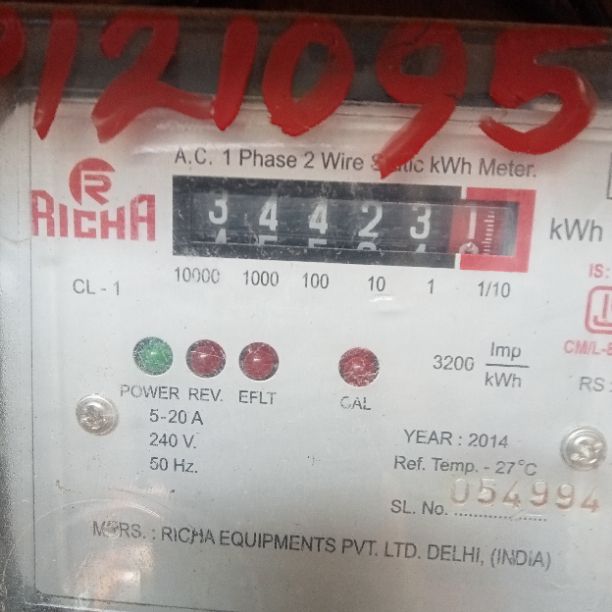 121095
A.C. 1 Phase 2 Wire Static kWh Meter.
RICHA
3 4 4 2 3 1
kWh
CL - 1
10000 1000 100 10 1 1/10
IS:
CM/L-8
3200 Imp/kWh
RS
POWER REV. EFLT CAL
5-20 A
240 V.
50 Hz.
YEAR : 2014
Ref. Temp. - 27°C
SL. No. 054994
MFRS. : RICHA EQUIPMENTS PVT. LTD. DELHI, (INDIA)